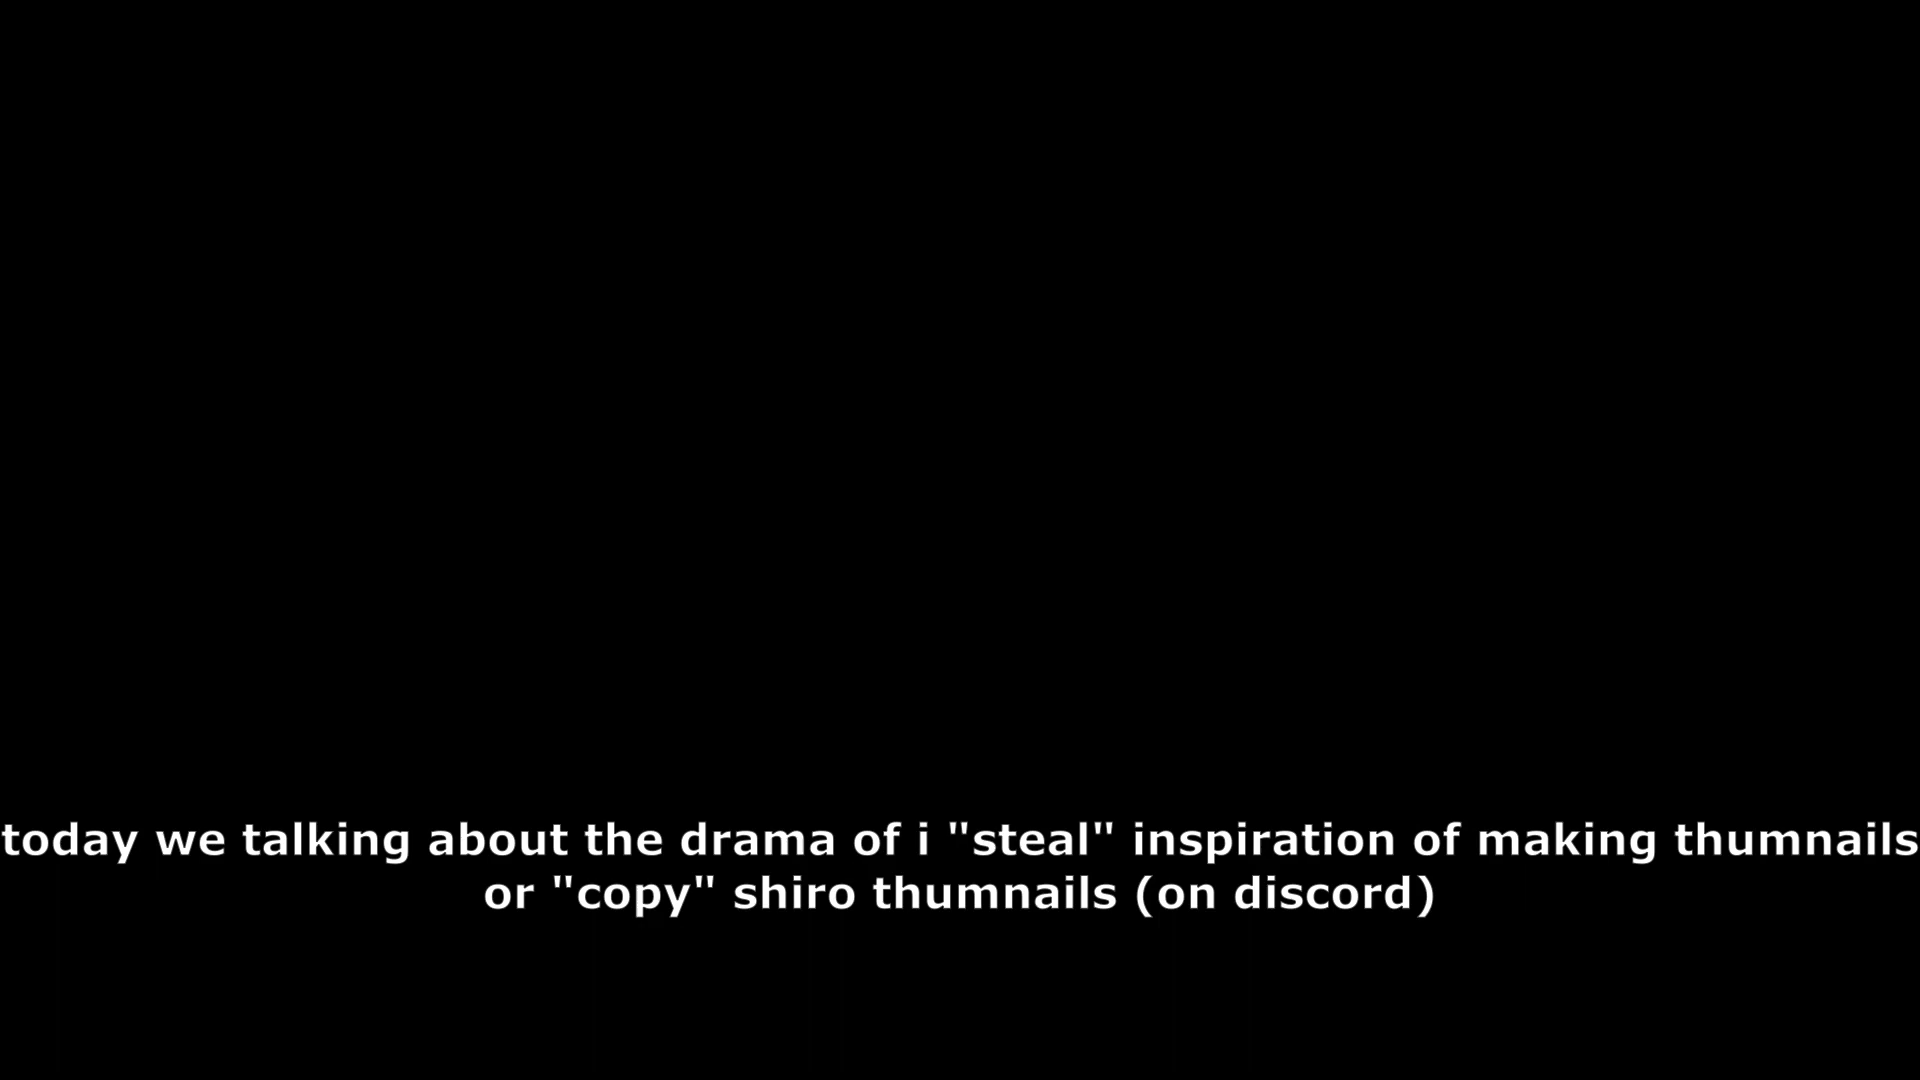 today we talking about the drama of i "steal" inspiration of making thumnails
or "copy" shiro thumnails (on discord)